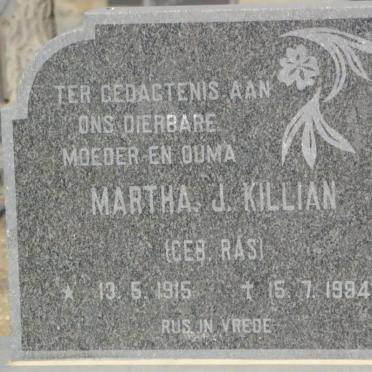 TER GEDAGTENIS AAN
ONS DIERBARE
MOEDER EN OUMA
MARTHA. J. KILLIAN
(GEB. RAS)
★ 13. 5. 1915 ✝ 15. 7. 1994
RUS IN VREDE